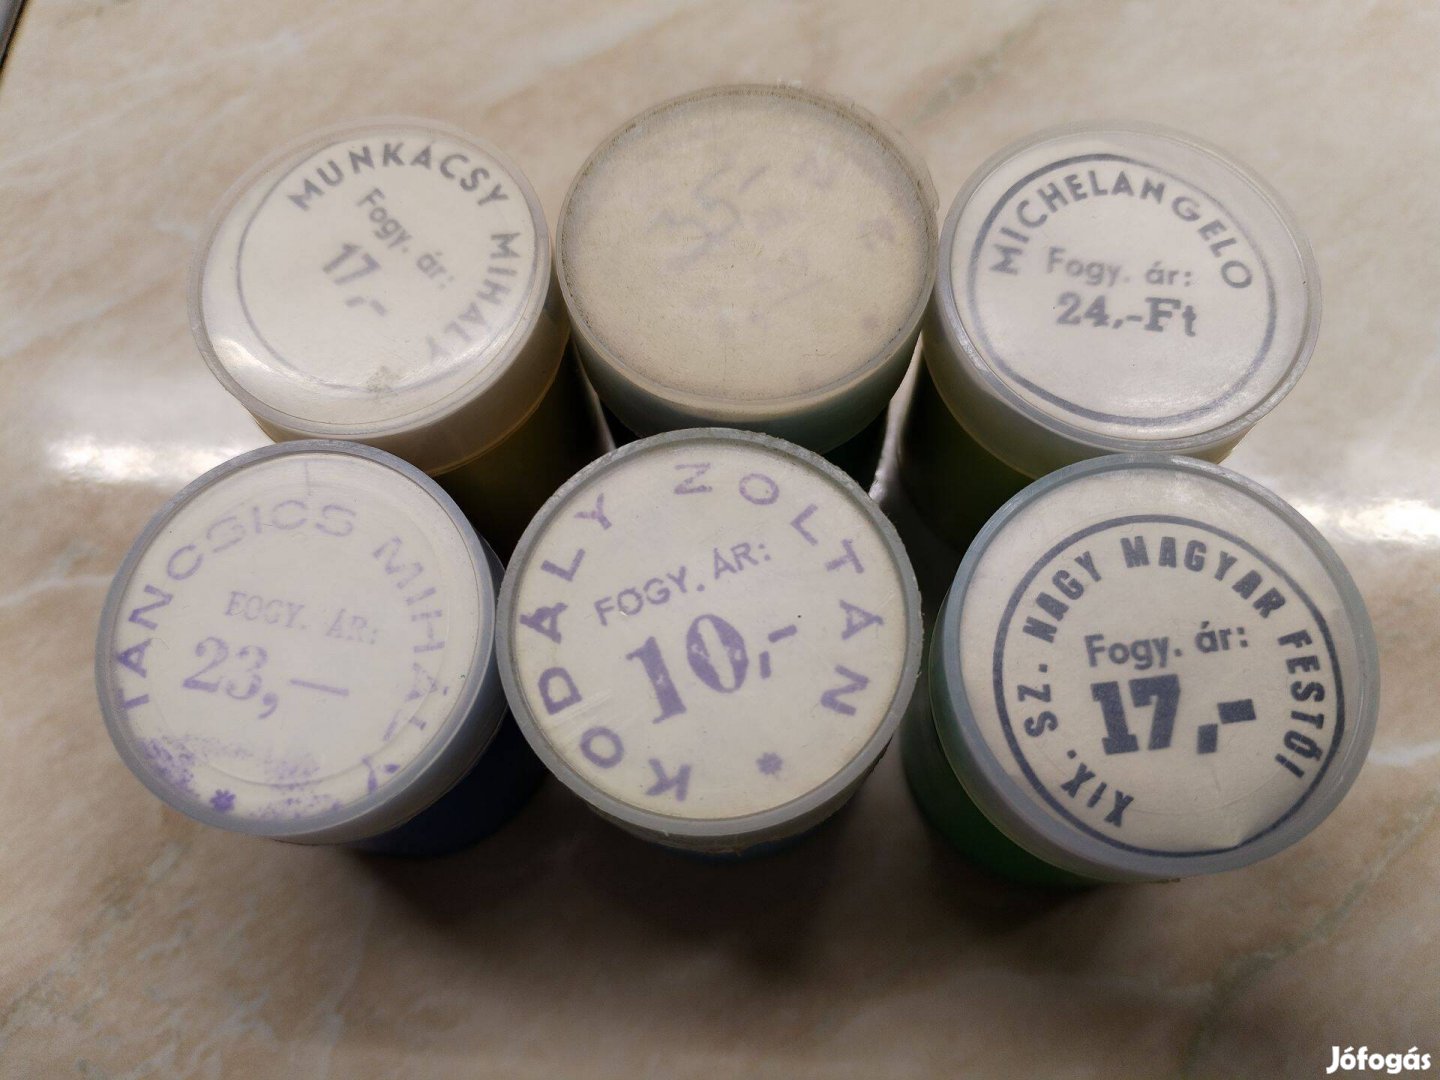 MUNKÁCSY MIHÁLY
Fogy. ár:
17,-
MICHELANGELO
Fogy. ár:
24,-Ft
TÁNCSICS MIHÁLY
FOGY. ÁR:
23,—
KODÁLY ZOLTÁN *
FOGY. ÁR:
10,-
XIX. SZ. NAGY MAGYAR FESTŐI
Fogy. ár:
17,-
Jófogás